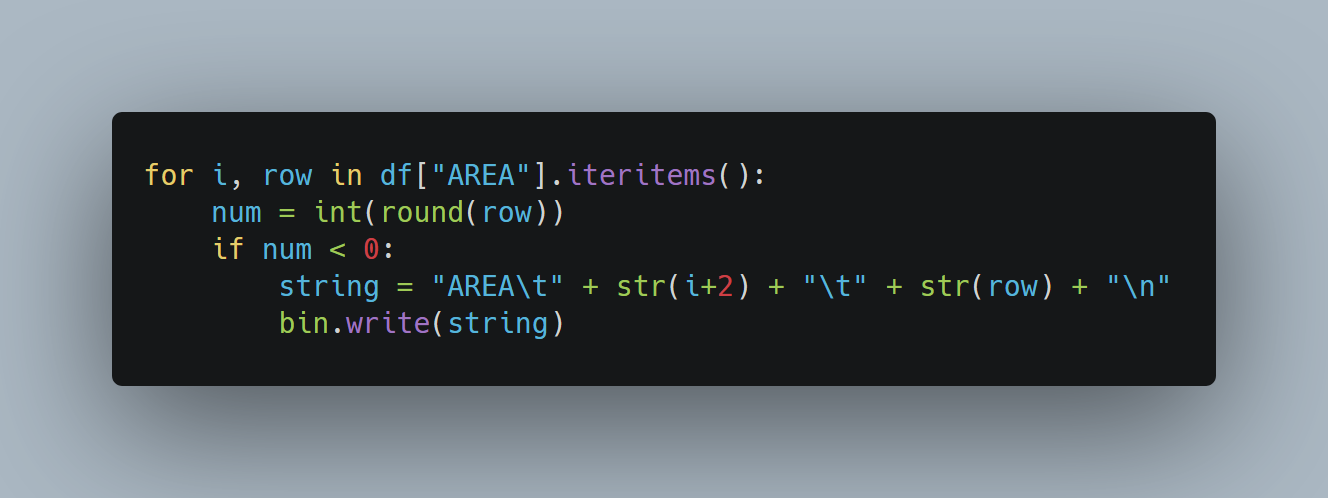 for i, row in df["AREA"].iteritems():
    num = int(round(row))
    if num < 0:
        string = "AREA\t" + str(i+2) + "\t" + str(row) + "\n"
        bin.write(string)